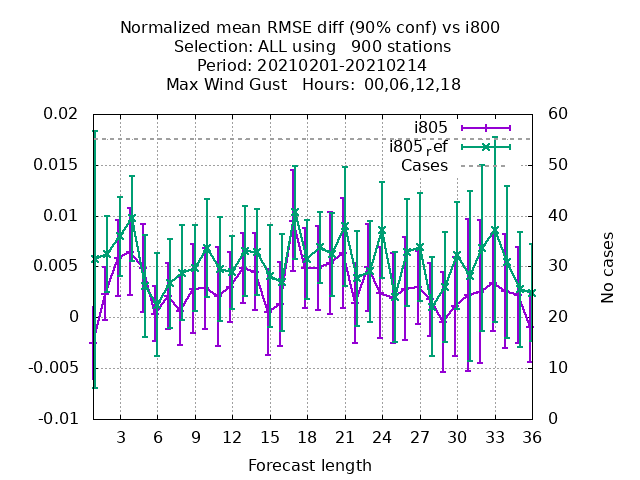 Normalized mean RMSE diff (90% conf) vs i800
Selection: ALL using   900 stations
Period: 20210201-20210214
Max Wind Gust   Hours:  00,06,12,18
0.02
0.015
0.01
0.005
0
-0.005
-0.01
60
50
40
30
20
10
0
i805
i805_ref
Cases
No cases
3 6 9 12 15 18 21 24 27 30 33 36
Forecast length